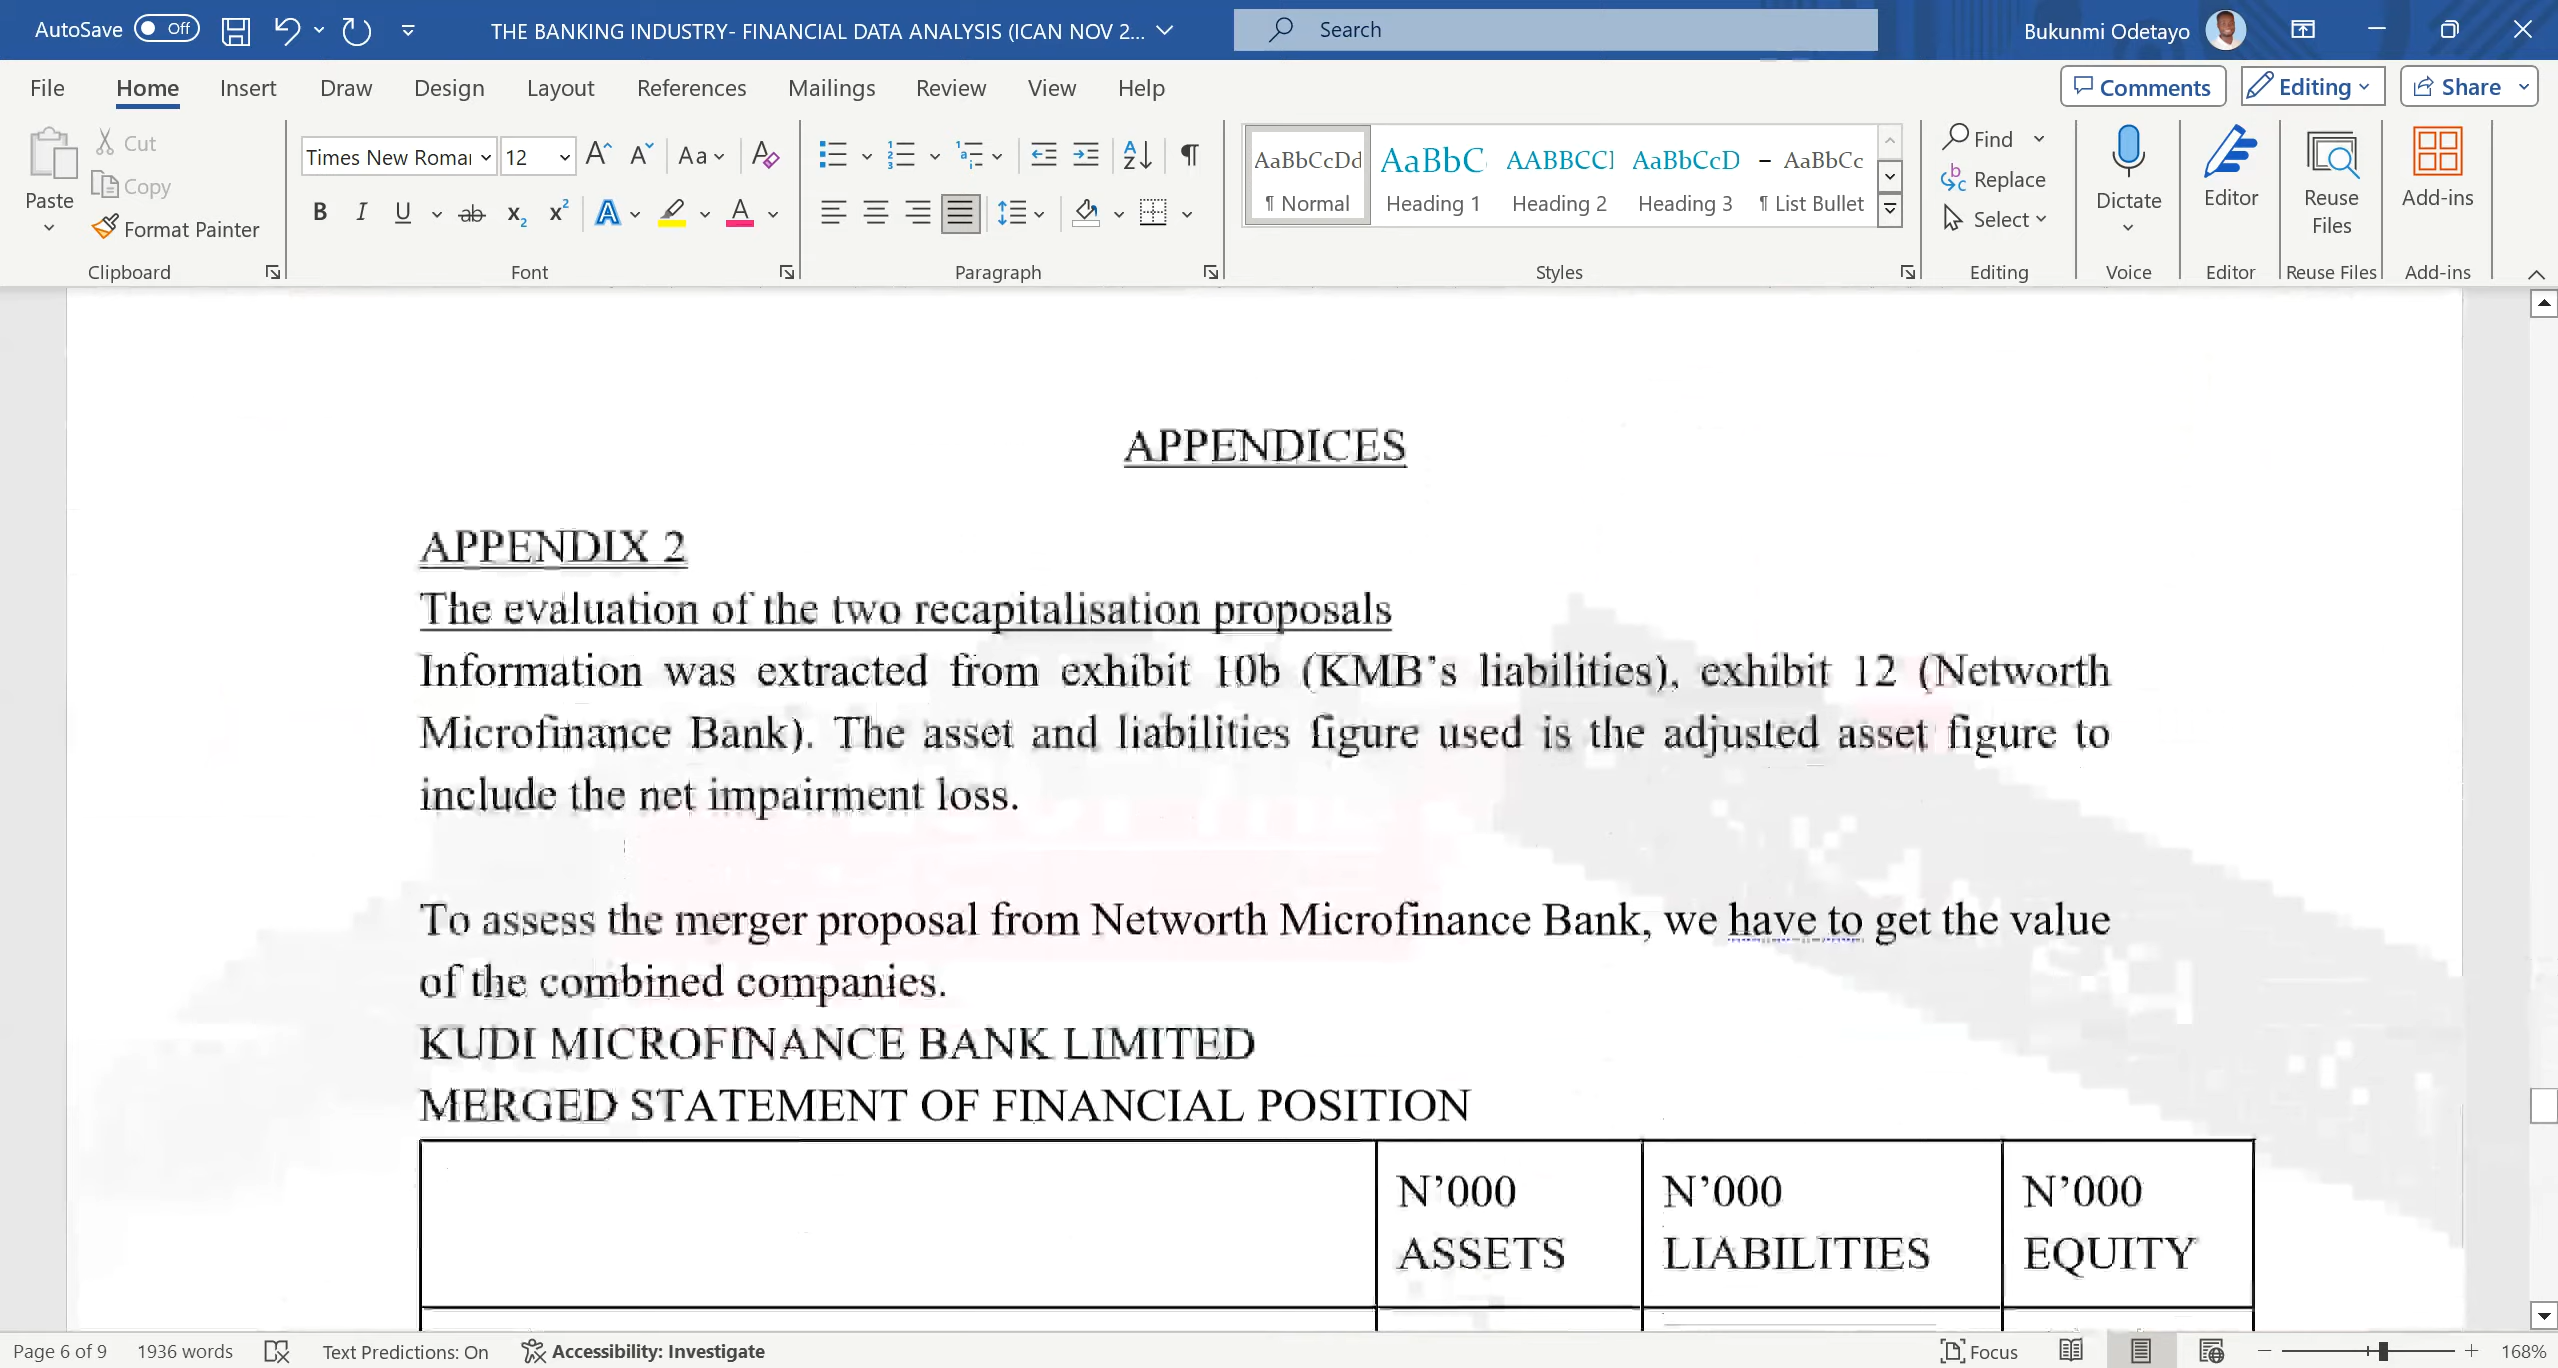 AutoSave Off THE BANKING INDUSTRY- FINANCIAL DATA ANALYSIS (ICAN NOV 2... Search Bukunmi Odetayo
File Home Insert Draw Design Layout References Mailings Review View Help Comments Editing Share
Paste Cut Copy Format Painter
Clipboard
Times New Roma 12
Font
Paragraph
AaBbCcDd AaBbC AABBCCI AaBbCcD AaBbCc
¶ Normal Heading 1 Heading 2 Heading 3 ¶ List Bullet
Styles
Find
Replace
Select
Editing
Dictate
Voice
Editor
Editor
Reuse
Files
Reuse Files
Add-ins
Add-ins
APPENDICES
APPENDIX 2
The evaluation of the two recapitalisation proposals
Information was extracted from exhibit 10b (KMB's liabilities), exhibit 12 (Networth
Microfinance Bank). The asset and liabilities figure used is the adjusted asset figure to
include the net impairment loss.
To assess the merger proposal from Networth Microfinance Bank, we have to get the value
of the combined companies.
KUDI MICROFINANCE BANK LIMITED
MERGED STATEMENT OF FINANCIAL POSITION
N'000 N'000 N'000
ASSETS LIABILITIES EQUITY
Page 6 of 9 1936 words Text Predictions: On Accessibility: Investigate Focus 168%